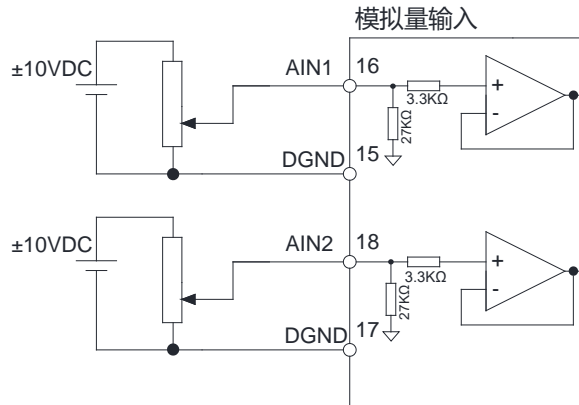 模拟量输入
±10VDC
AIN1
16
3.3KΩ
+
-
27KΩ
DGND
15
±10VDC
AIN2
18
3.3KΩ
+
-
27KΩ
DGND
17